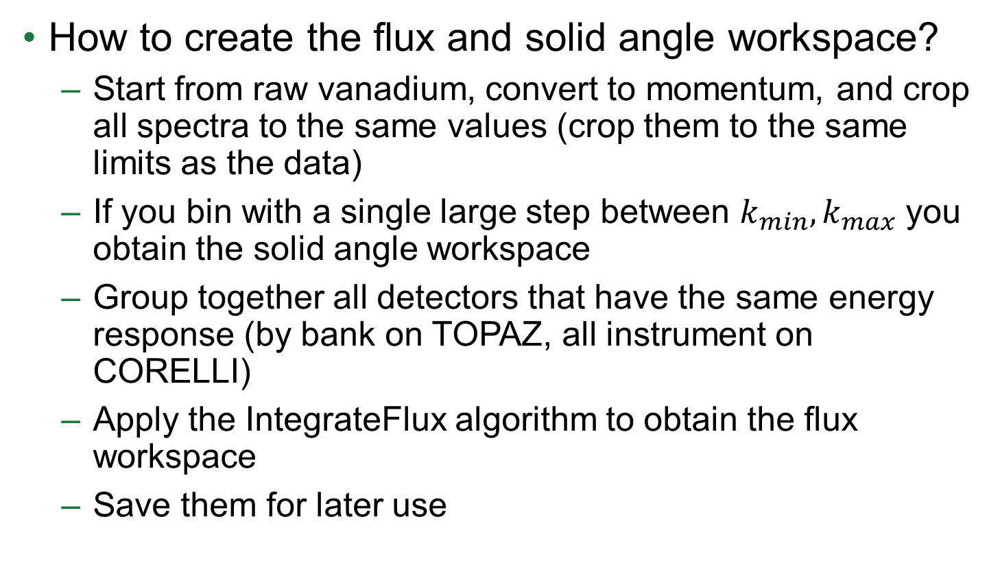 • How to create the flux and solid angle workspace?
– Start from raw vanadium, convert to momentum, and crop
all spectra to the same values (crop them to the same
limits as the data)
– If you bin with a single large step between k_min, k_max you
obtain the solid angle workspace
– Group together all detectors that have the same energy
response (by bank on TOPAZ, all instrument on
CORELLI)
– Apply the IntegrateFlux algorithm to obtain the flux
workspace
– Save them for later use